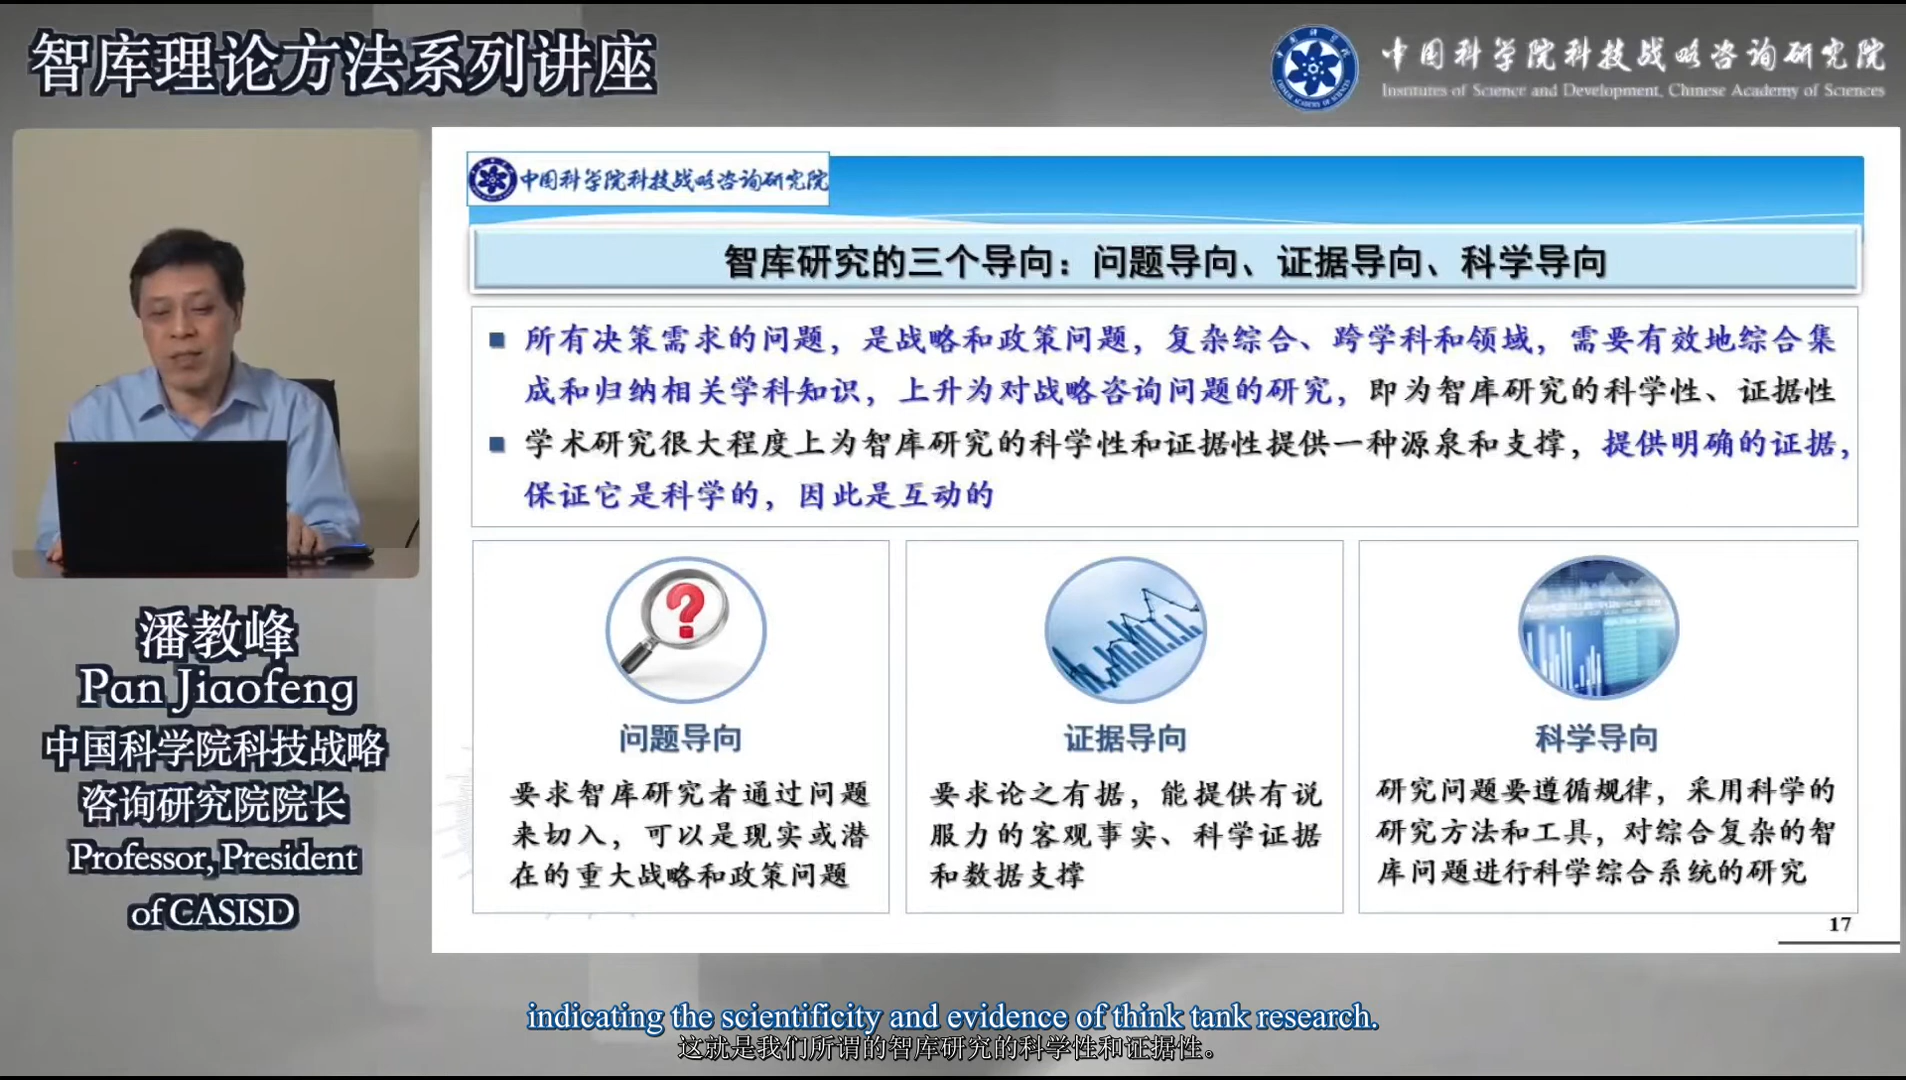 智库理论方法系列讲座
中国科学院科技战略咨询研究院
Institutes of Science and Development, Chinese Academy of Sciences
中国科学院科技战略咨询研究院
智库研究的三个导向：问题导向、证据导向、科学导向
所有决策需求的问题，是战略和政策问题，复杂综合、跨学科和领域，需要有效地综合集
成和归纳相关学科知识，上升为对战略咨询问题的研究，即为智库研究的科学性、证据性
学术研究很大程度上为智库研究的科学性和证据性提供一种源泉和支撑，提供明确的证据，
保证它是科学的，因此是互动的
问题导向
要求智库研究者通过问题
来切入，可以是现实或潜
在的重大战略和政策问题
证据导向
要求论之有据，能提供有说
服力的客观事实、科学证据
和数据支撑
科学导向
研究问题要遵循规律，采用科学的
研究方法和工具，对综合复杂的智
库问题进行科学综合系统的研究
17
潘教峰
Pan Jiaofeng
中国科学院科技战略
咨询研究院院长
Professor, President
of CASISD
indicating the scientificity and evidence of think tank research.
这就是我们所谓的智库研究的科学性和证据性。